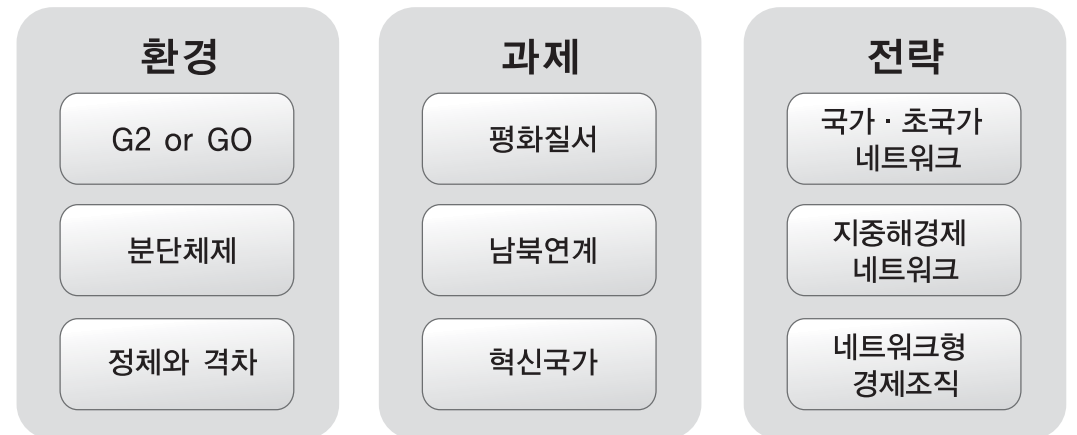 환경
G2 or GO
분단체제
정체와 격차
과제
평화질서
남북연계
혁신국가
전략
국가 · 초국가
네트워크
지중해경제
네트워크
네트워크형
경제조직